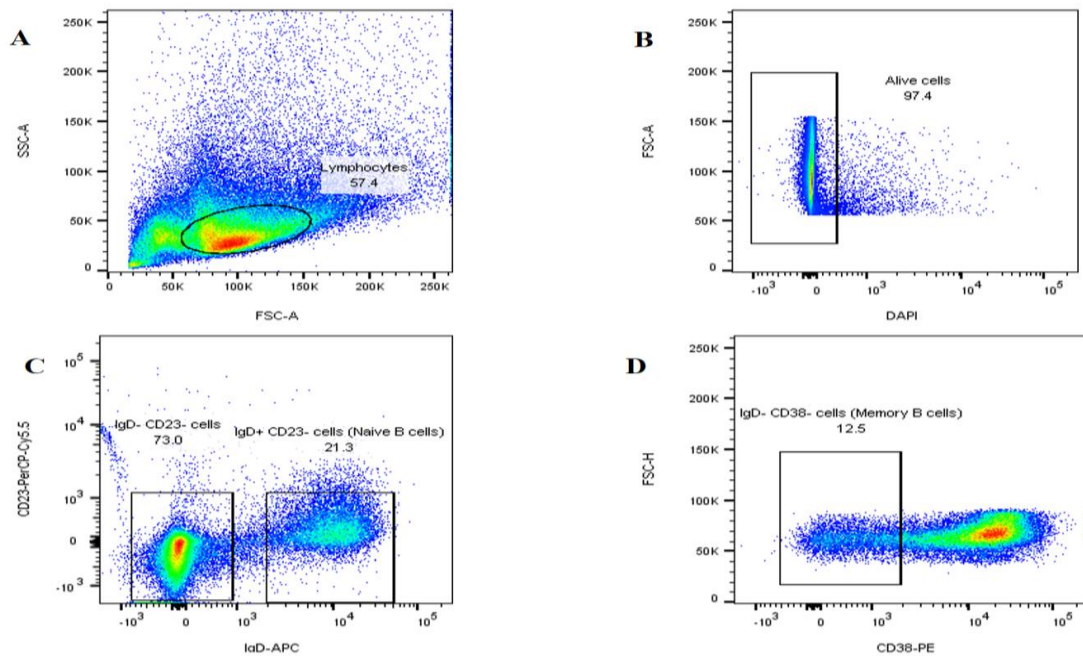 A
250K
200K
150K
100K
50K
0
SSC-A
Lymphocytes
57.4
0 50K 100K 150K 200K 250K
FSC-A
B
250K
200K
150K
100K
50K
0
FSC-A
Alive cells
97.4
-10³ 0 10³ 10⁴ 10⁵
DAPI
C
10⁵
10⁴
10³
0
-10³
CD23-PerCP-Cy5.5
IgD- CD23- cells
73.0
IgD+ CD23- cells (Naive B cells)
21.3
-10³ 0 10³ 10⁴ 10⁵
IgD-APC
D
250K
200K
150K
100K
50K
0
FSC-H
IgD- CD38- cells (Memory B cells)
12.5
-10³ 0 10³ 10⁴ 10⁵
CD38-PE